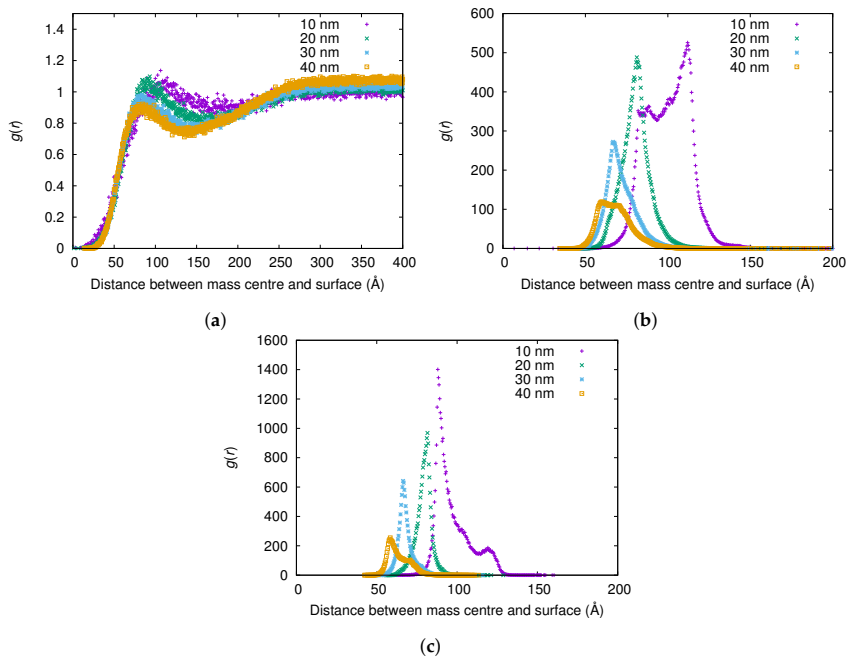 1.4
1.2
1
0.8
0.6
0.4
0.2
0
0 50 100 150 200 250 300 350 400
g(r)
Distance between mass centre and surface (Å)
10 nm
20 nm
30 nm
40 nm
(a)
600
500
400
300
200
100
0
0 50 100 150 200
g(r)
Distance between mass centre and surface (Å)
10 nm
20 nm
30 nm
40 nm
(b)
1600
1400
1200
1000
800
600
400
200
0
0 50 100 150 200
g(r)
Distance between mass centre and surface (Å)
10 nm
20 nm
30 nm
40 nm
(c)